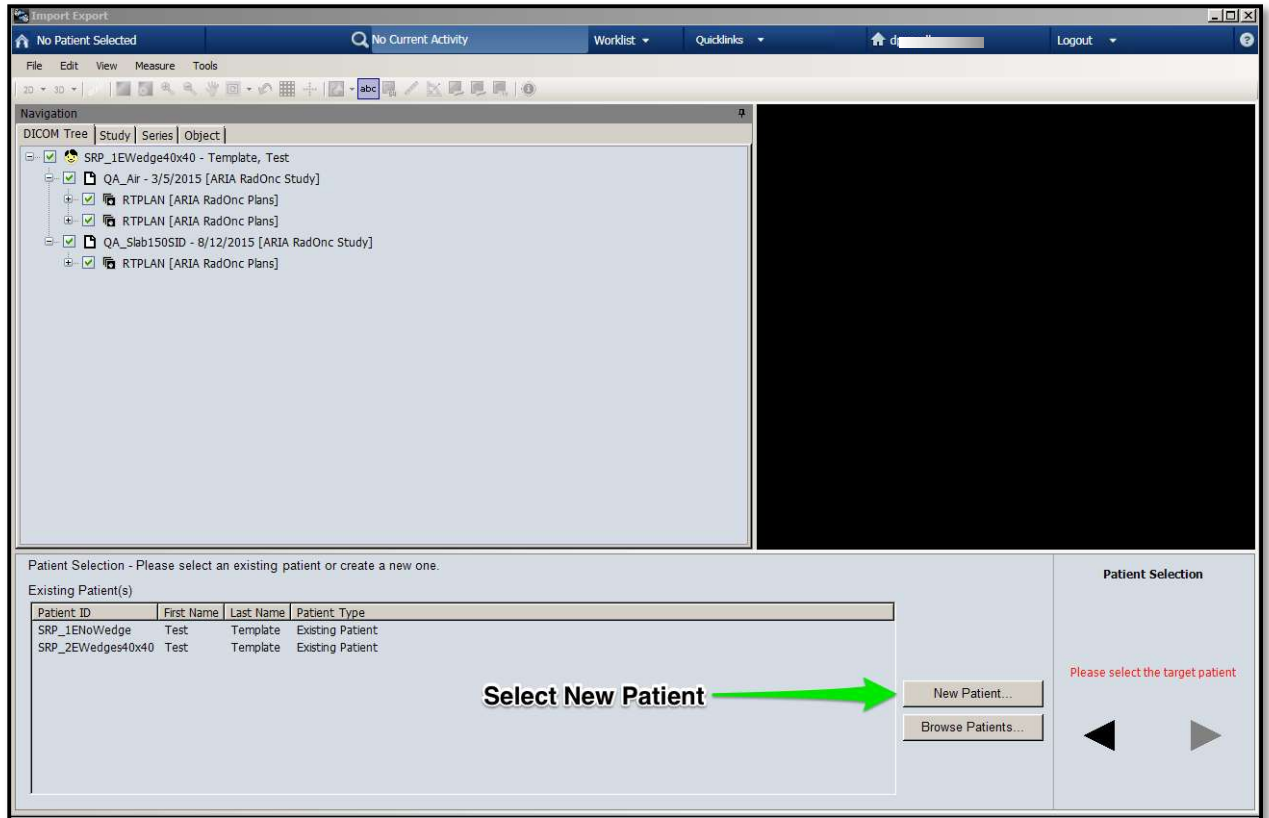 Import Export
No Patient Selected No Current Activity Worklist Quicklinks Logout
File Edit View Measure Tools
2D 3D abc
Navigation
DICOM Tree Study Series Object
SRP_1EWedge40x40 - Template, Test
QA_Air - 3/5/2015 [ARIA RadOnc Study]
RTPLAN [ARIA RadOnc Plans]
RTPLAN [ARIA RadOnc Plans]
QA_Slab150SID - 8/12/2015 [ARIA RadOnc Study]
RTPLAN [ARIA RadOnc Plans]
Patient Selection - Please select an existing patient or create a new one.
Existing Patient(s)
Patient ID First Name Last Name Patient Type
SRP_1ENoWedge Test Template Existing Patient
SRP_2EWedges40x40 Test Template Existing Patient
Select New Patient
New Patient...
Browse Patients...
Patient Selection
Please select the target patient